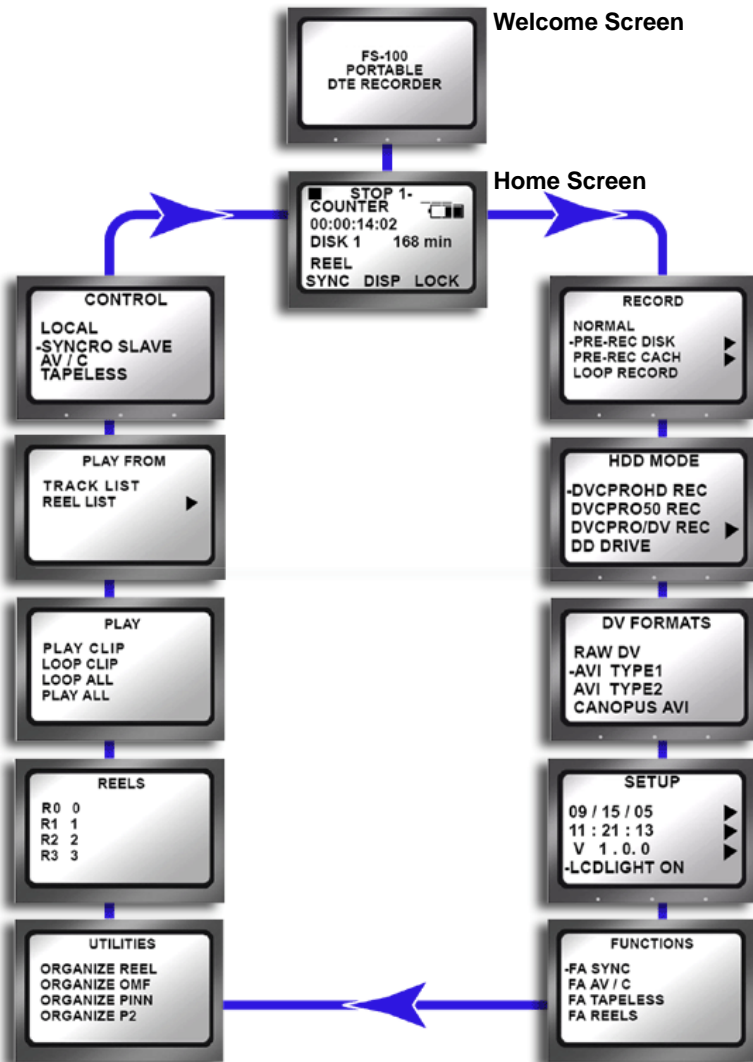 Welcome Screen
FS-100
PORTABLE
DTE RECORDER
Home Screen
STOP 1-
COUNTER
00:00:14:02
DISK 1 168 min
REEL
SYNC DISP LOCK
RECORD
NORMAL
-PRE-REC DISK
PRE-REC CACH
LOOP RECORD
HDD MODE
-DVCPROHD REC
DVCPRO50 REC
DVCPRO/DV REC
DD DRIVE
DV FORMATS
RAW DV
-AVI TYPE1
AVI TYPE2
CANOPUS AVI
SETUP
09 / 15 / 05
11 : 21 : 13
V 1 . 0. 0
-LCDLIGHT ON
FUNCTIONS
-FA SYNC
FA AV / C
FA TAPELESS
FA REELS
UTILITIES
ORGANIZE REEL
ORGANIZE OMF
ORGANIZE PINN
ORGANIZE P2
REELS
R0 0
R1 1
R2 2
R3 3
PLAY
PLAY CLIP
LOOP CLIP
LOOP ALL
PLAY ALL
PLAY FROM
TRACK LIST
REEL LIST
CONTROL
LOCAL
-SYNCRO SLAVE
AV / C
TAPELESS